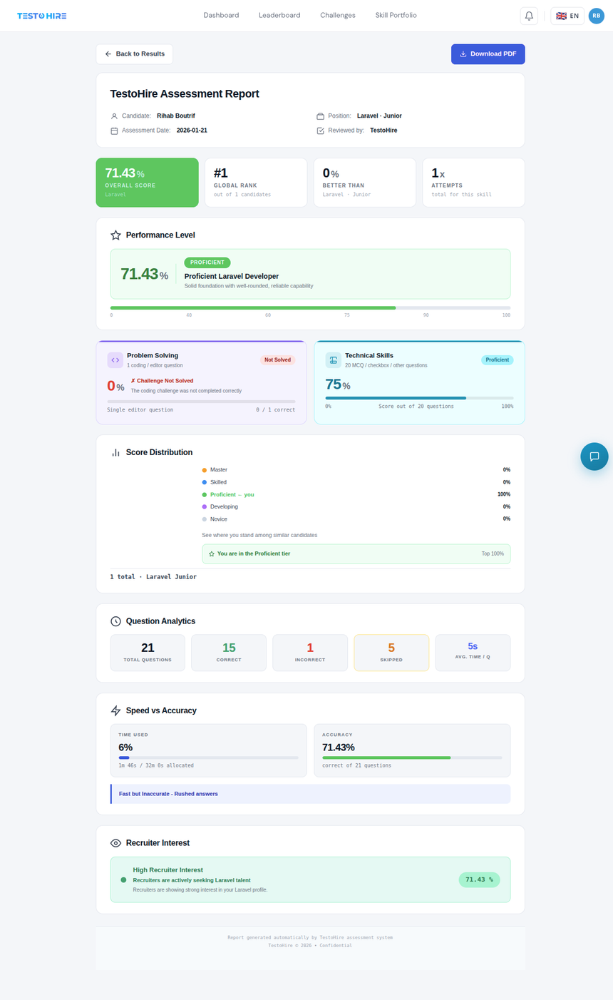 TESTOHIRE
Dashboard Leaderboard Challenges Skill Portfolio
EN RB
Back to Results
Download PDF
TestoHire Assessment Report
Candidate: Rihab Boutrif
Position: Laravel · Junior
Assessment Date: 2026-01-21
Reviewed by: TestoHire
71.43 %
OVERALL SCORE
Laravel
#1
GLOBAL RANK
out of 1 candidates
0 %
BETTER THAN
Laravel · Junior
1 x
ATTEMPTS
total for this skill
Performance Level
71.43 %
PROFICIENT
Proficient Laravel Developer
Solid foundation with well-rounded, reliable capability
0 40 60 75 90 100
Problem Solving
1 coding / editor question
Not Solved
0 %
✗ Challenge Not Solved
The coding challenge was not completed correctly
Single editor question 0 / 1 correct
Technical Skills
20 MCQ / checkbox / other questions
Proficient
75 %
0% Score out of 20 questions 100%
Score Distribution
Master 0%
Skilled 0%
Proficient ← you 100%
Developing 0%
Novice 0%
See where you stand among similar candidates
You are in the Proficient tier Top 100%
1 total · Laravel Junior
Question Analytics
21
TOTAL QUESTIONS
15
CORRECT
1
INCORRECT
5
SKIPPED
5s
AVG. TIME / Q
Speed vs Accuracy
TIME USED
6%
1m 46s / 32m 0s allocated
ACCURACY
71.43%
correct of 21 questions
Fast but Inaccurate - Rushed answers
Recruiter Interest
High Recruiter Interest
Recruiters are actively seeking Laravel talent
Recruiters are showing strong interest in your Laravel profile.
71.43 %
Report generated automatically by TestoHire assessment system
TestoHire © 2026 • Confidential